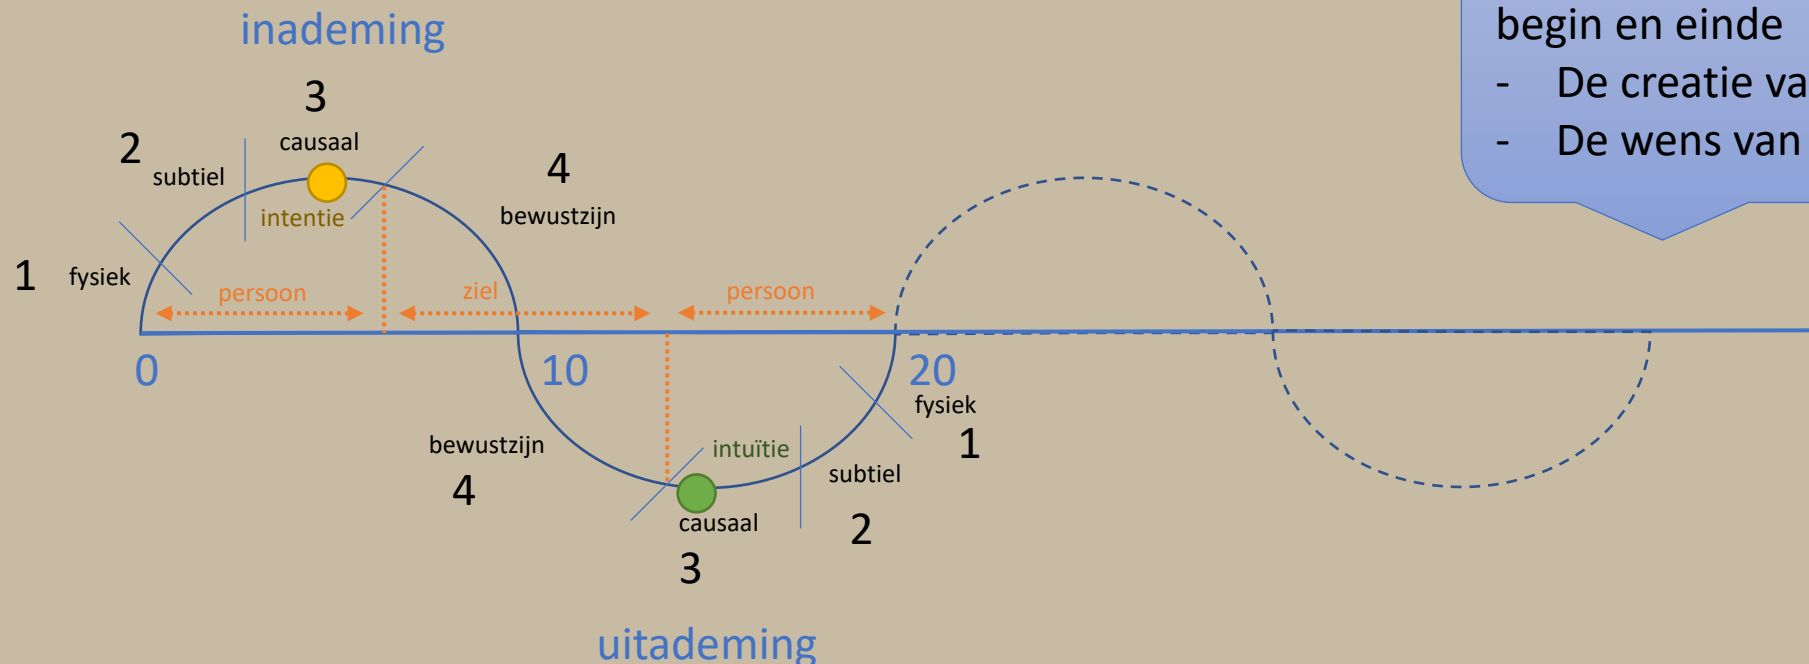 inademing
3
causaal
2
subtiel
intentie
4
bewustzijn
1 fysiek
persoon ziel persoon
0 10 20
fysiek
1
bewustzijn
4
intuïtie
subtiel
2
causaal
3
uitademing
begin en einde
- De creatie va
- De wens van